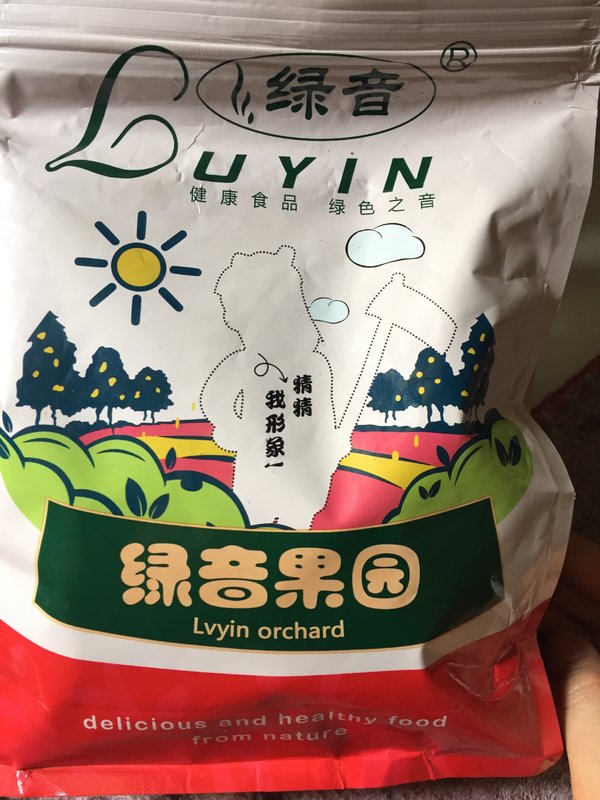 绿音®
LUYIN
健康食品 绿色之音
猜猜
我形象
绿音果园
Lvyin orchard
delicious and healthy food
from nature